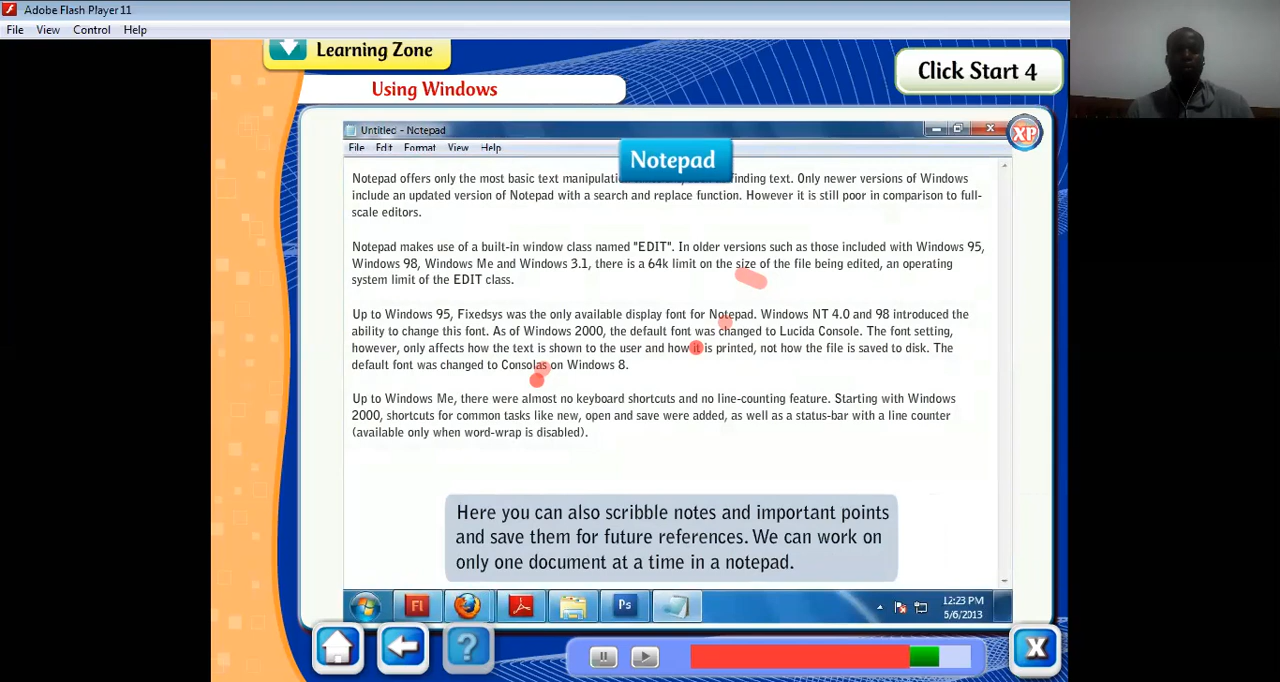 Adobe Flash Player 11
File View Control Help
Learning Zone
Using Windows
Click Start 4
Untitled - Notepad
XP
File Edit Format View Help
Notepad
Notepad offers only the most basic text finding text. Only newer versions of Windows
include an updated version of Notepad with a search and replace function. However it is still poor in comparison to full-
scale editors.
Notepad makes use of a built-in window class named "EDIT". In older versions such as those included with Windows 95,
Windows 98, Windows Me and Windows 3.1, there is a 64k limit on the size of the file being edited, an operating
system limit of the EDIT class.
Up to Windows 95, Fixedsys was the only available display font for Notepad. Windows NT 4.0 and 98 introduced the
ability to change this font. As of Windows 2000, the default font was changed to Lucida Console. The font setting,
however, only affects how the text is shown to the user and how it is printed, not how the file is saved to disk. The
default font was changed to Consolas on Windows 8.
Up to Windows Me, there were almost no keyboard shortcuts and no line-counting feature. Starting with Windows
2000, shortcuts for common tasks like new, open and save were added, as well as a status-bar with a line counter
(available only when word-wrap is disabled).
Here you can also scribble notes and important points
and save them for future references. We can work on
only one document at a time in a notepad.
Fl
Ps
12:23 PM
5/6/2013
?
X